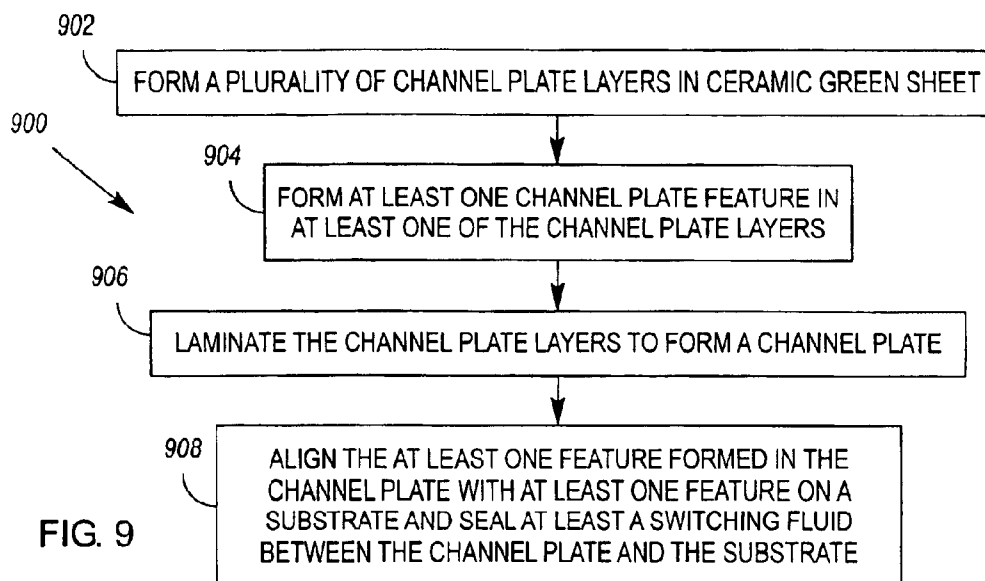 902
FORM A PLURALITY OF CHANNEL PLATE LAYERS IN CERAMIC GREEN SHEET
900
904
FORM AT LEAST ONE CHANNEL PLATE FEATURE IN
AT LEAST ONE OF THE CHANNEL PLATE LAYERS
906
LAMINATE THE CHANNEL PLATE LAYERS TO FORM A CHANNEL PLATE
908
ALIGN THE AT LEAST ONE FEATURE FORMED IN THE
CHANNEL PLATE WITH AT LEAST ONE FEATURE ON A
SUBSTRATE AND SEAL AT LEAST A SWITCHING FLUID
BETWEEN THE CHANNEL PLATE AND THE SUBSTRATE
FIG. 9